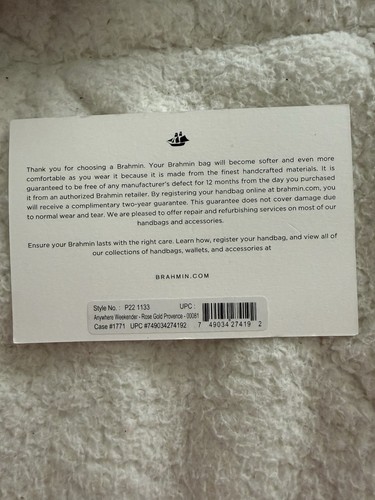 Thank you for choosing a Brahmin. Your Brahmin bag will become softer and even more
comfortable as you wear it because it is made from the finest handcrafted materials. It is
guaranteed to be free of any manufacturer's defect for 12 months from the day you purchased
it from an authorized Brahmin retailer. By registering your handbag online at brahmin.com, you
will receive a complimentary two-year guarantee. This guarantee does not cover damage due
to normal wear and tear. We are pleased to offer repair and refurbishing services on most of our
handbags and accessories.
Ensure your Brahmin lasts with the right care. Learn how, register your handbag, and view all of
our collections of handbags, wallets, and accessories at
BRAHMIN.COM
Style No. : P22 1133 UPC :
Anywhere Weekender - Rose Gold Provence - 00081
Case #1771 UPC #749034274192 7 49034 27419 2